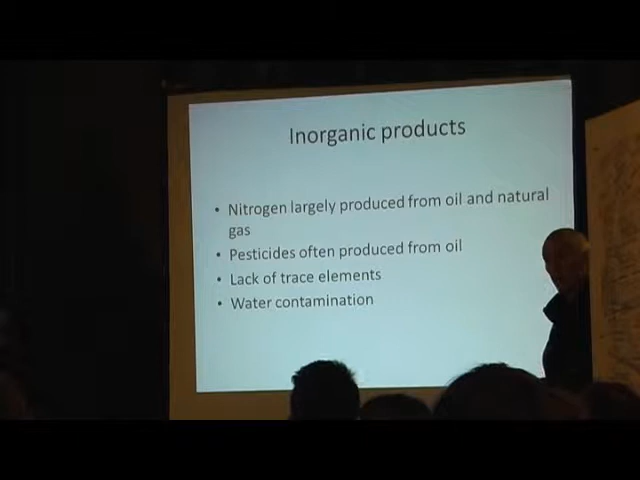 Inorganic products
• Nitrogen largely produced from oil and natural
gas
• Pesticides often produced from oil
• Lack of trace elements
• Water contamination